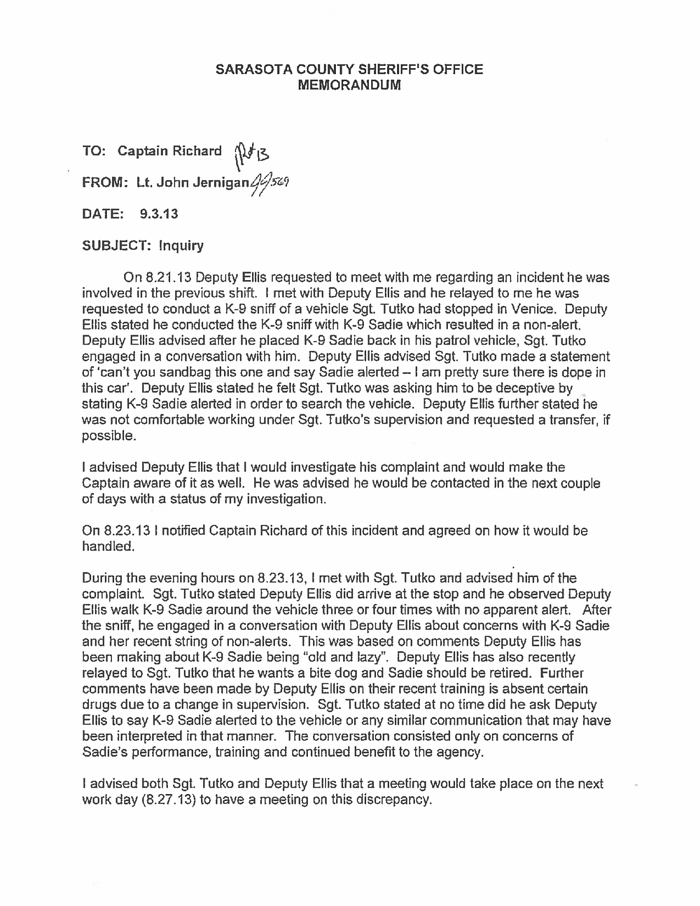 SARASOTA COUNTY SHERIFF'S OFFICE
MEMORANDUM
TO: Captain Richard
FROM: Lt. John Jernigan JJ 569
DATE: 9.3.13
SUBJECT: Inquiry
On 8.21.13 Deputy Ellis requested to meet with me regarding an incident he was
involved in the previous shift. I met with Deputy Ellis and he relayed to me he was
requested to conduct a K-9 sniff of a vehicle Sgt. Tutko had stopped in Venice. Deputy
Ellis stated he conducted the K-9 sniff with K-9 Sadie which resulted in a non-alert.
Deputy Ellis advised after he placed K-9 Sadie back in his patrol vehicle, Sgt. Tutko
engaged in a conversation with him. Deputy Ellis advised Sgt. Tutko made a statement
of 'can't you sandbag this one and say Sadie alerted – I am pretty sure there is dope in
this car'. Deputy Ellis stated he felt Sgt. Tutko was asking him to be deceptive by
stating K-9 Sadie alerted in order to search the vehicle. Deputy Ellis further stated he
was not comfortable working under Sgt. Tutko's supervision and requested a transfer, if
possible.
I advised Deputy Ellis that I would investigate his complaint and would make the
Captain aware of it as well. He was advised he would be contacted in the next couple
of days with a status of my investigation.
On 8.23.13 I notified Captain Richard of this incident and agreed on how it would be
handled.
During the evening hours on 8.23.13, I met with Sgt. Tutko and advised him of the
complaint. Sgt. Tutko stated Deputy Ellis did arrive at the stop and he observed Deputy
Ellis walk K-9 Sadie around the vehicle three or four times with no apparent alert. After
the sniff, he engaged in a conversation with Deputy Ellis about concerns with K-9 Sadie
and her recent string of non-alerts. This was based on comments Deputy Ellis has
been making about K-9 Sadie being "old and lazy". Deputy Ellis has also recently
relayed to Sgt. Tutko that he wants a bite dog and Sadie should be retired. Further
comments have been made by Deputy Ellis on their recent training is absent certain
drugs due to a change in supervision. Sgt. Tutko stated at no time did he ask Deputy
Ellis to say K-9 Sadie alerted to the vehicle or any similar communication that may have
been interpreted in that manner. The conversation consisted only on concerns of
Sadie's performance, training and continued benefit to the agency.
I advised both Sgt. Tutko and Deputy Ellis that a meeting would take place on the next
work day (8.27.13) to have a meeting on this discrepancy.